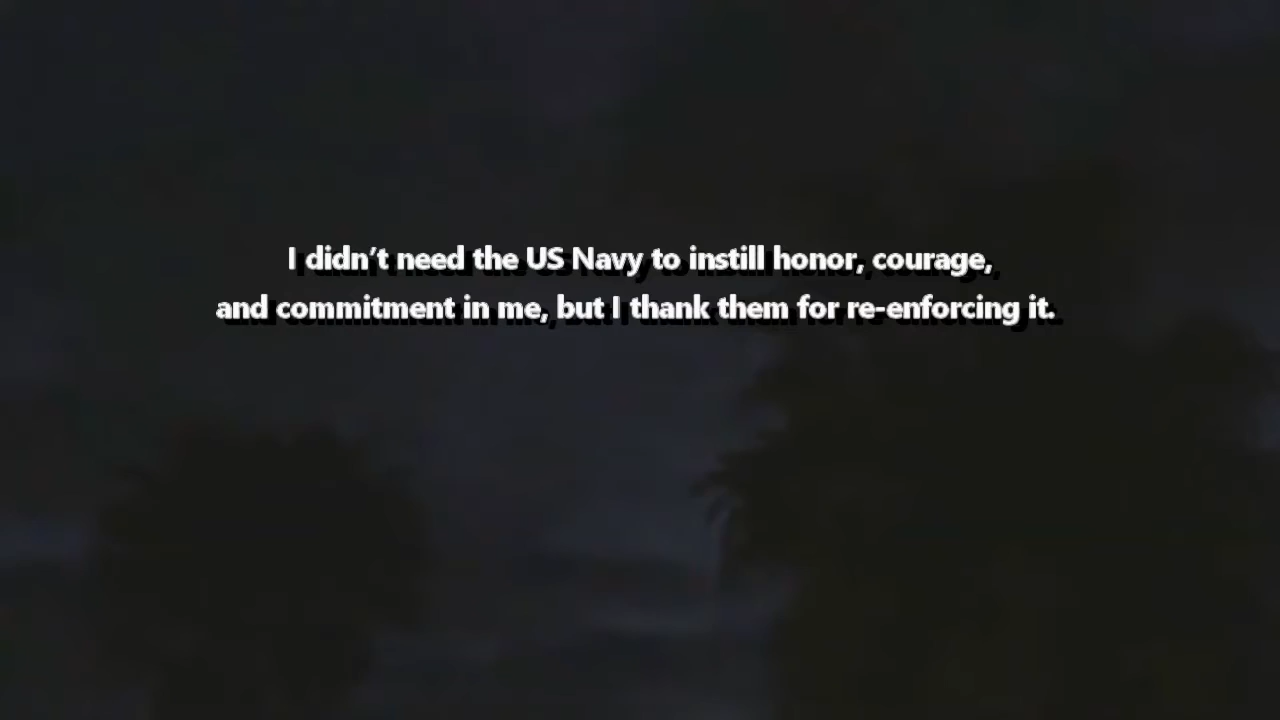 I didn’t need the US Navy to instill honor, courage,
and commitment in me, but I thank them for re-enforcing it.